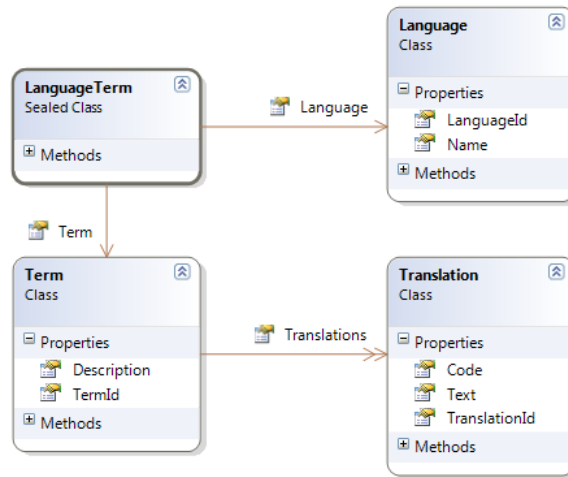 Language
Class
Properties
LanguageId
Name
Methods
LanguageTerm
Sealed Class
Methods
Language
Term
Term
Class
Properties
Description
TermId
Methods
Translations
Translation
Class
Properties
Code
Text
TranslationId
Methods